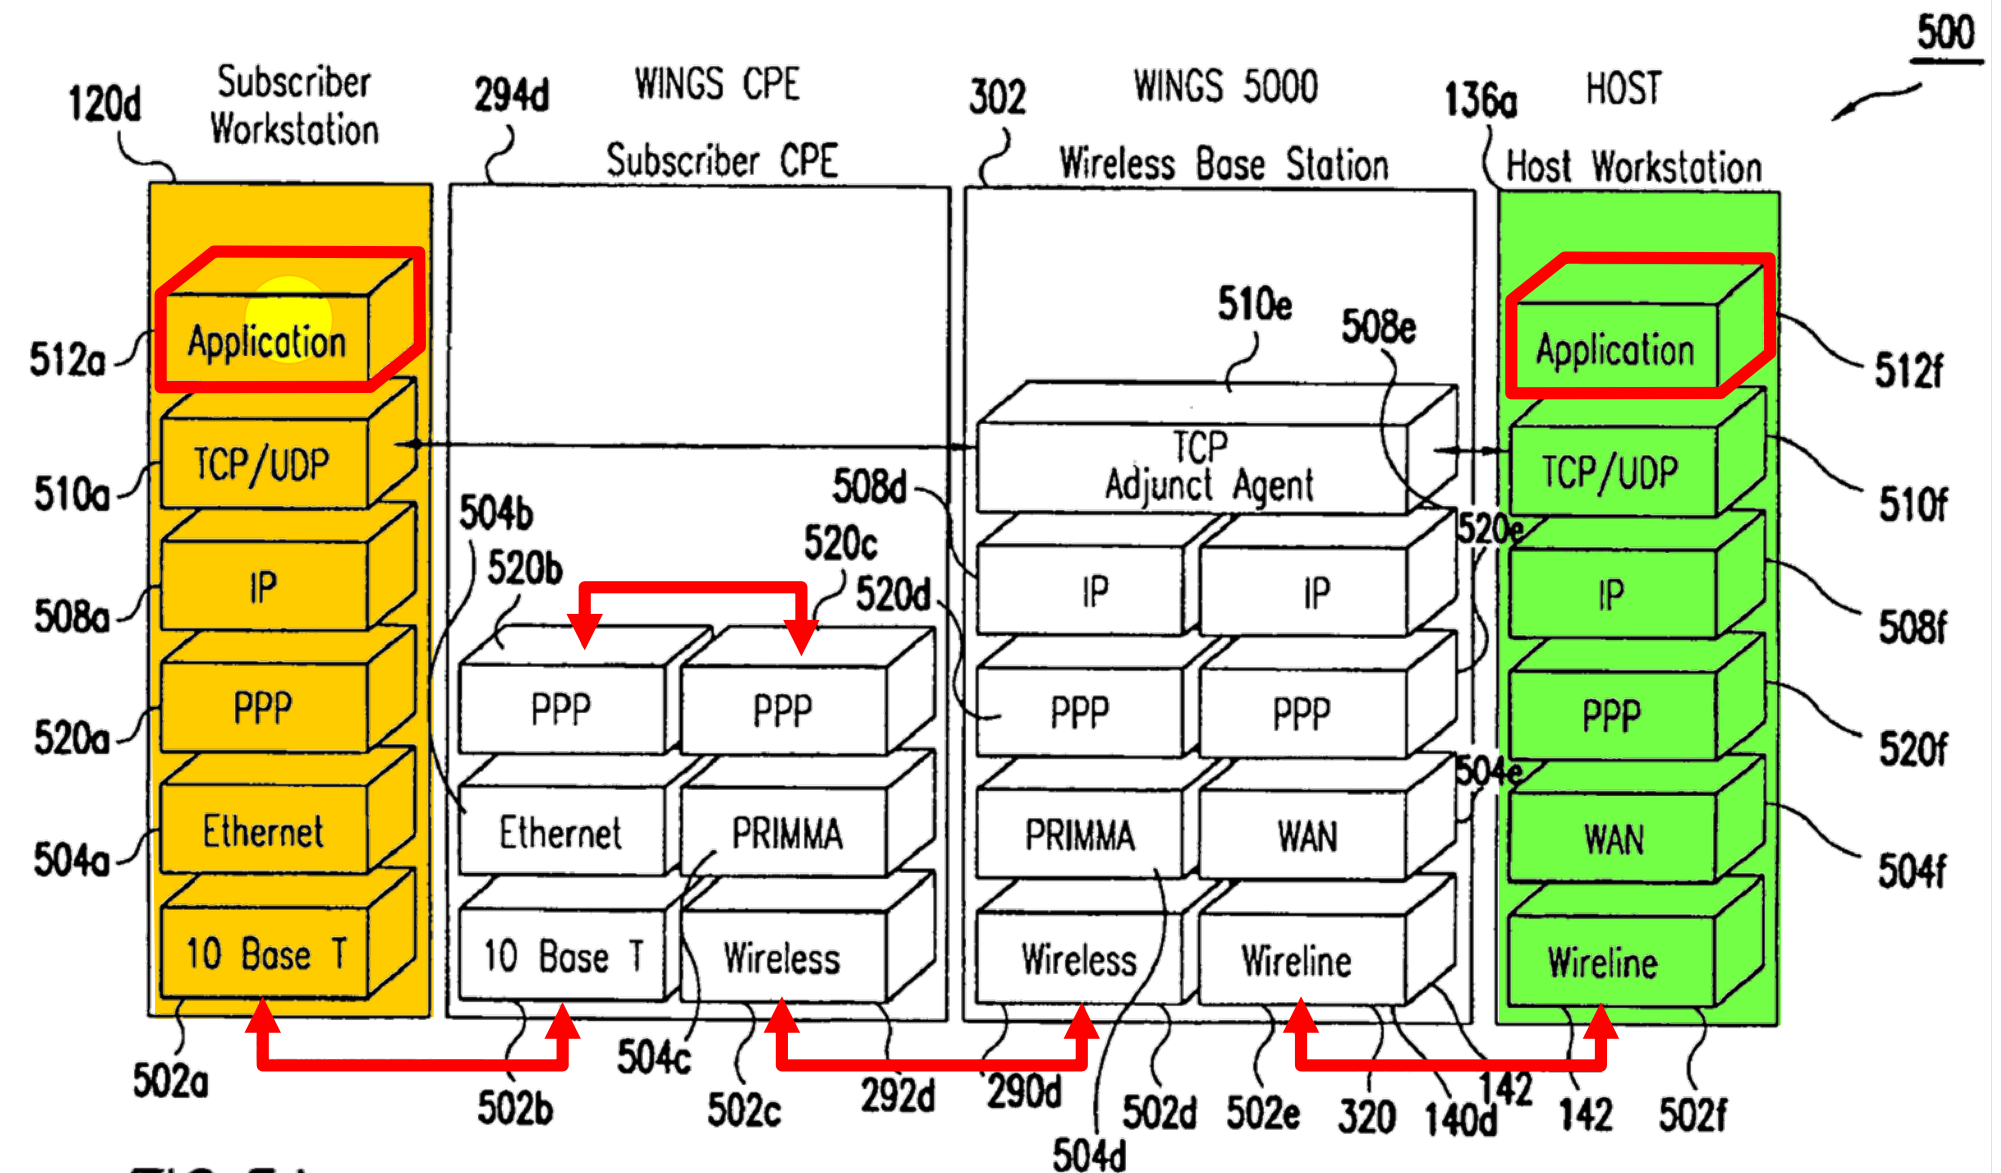 500
120d
Subscriber
Workstation
294d
WINGS CPE
Subscriber CPE
302
WINGS 5000
Wireless Base Station
136a
HOST
Host Workstation
Application
512a
TCP/UDP
510a
IP
508a
PPP
520a
Ethernet
504a
10 Base T
502a
504b
520b
520c
PPP
PPP
Ethernet
PRIMMA
10 Base T
Wireless
502b
504c
502c
292d
510e
508e
TCP
Adjunct Agent
508d
520d
520e
IP
IP
PPP
PPP
504e
PRIMMA
WAN
Wireless
Wireline
290d
504d
502d
502e
320
140d
142
Application
512f
TCP/UDP
510f
IP
508f
PPP
520f
WAN
504f
Wireline
142
502f